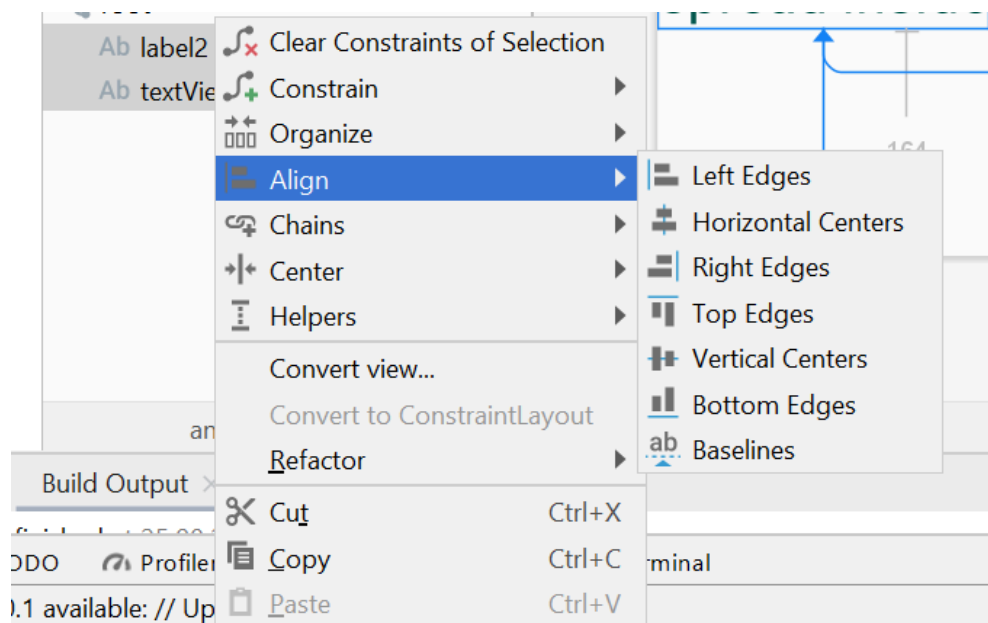 Ab label2
Ab textVie
Clear Constraints of Selection
Constrain
Organize
Align
Chains
Center
Helpers
Convert view...
Convert to ConstraintLayout
Refactor
Cut Ctrl+X
Copy Ctrl+C
Paste Ctrl+V
164
Left Edges
Horizontal Centers
Right Edges
Top Edges
Vertical Centers
Bottom Edges
ab Baselines
an
Build Output
ODO Profiler
minal
0.1 available: // Up